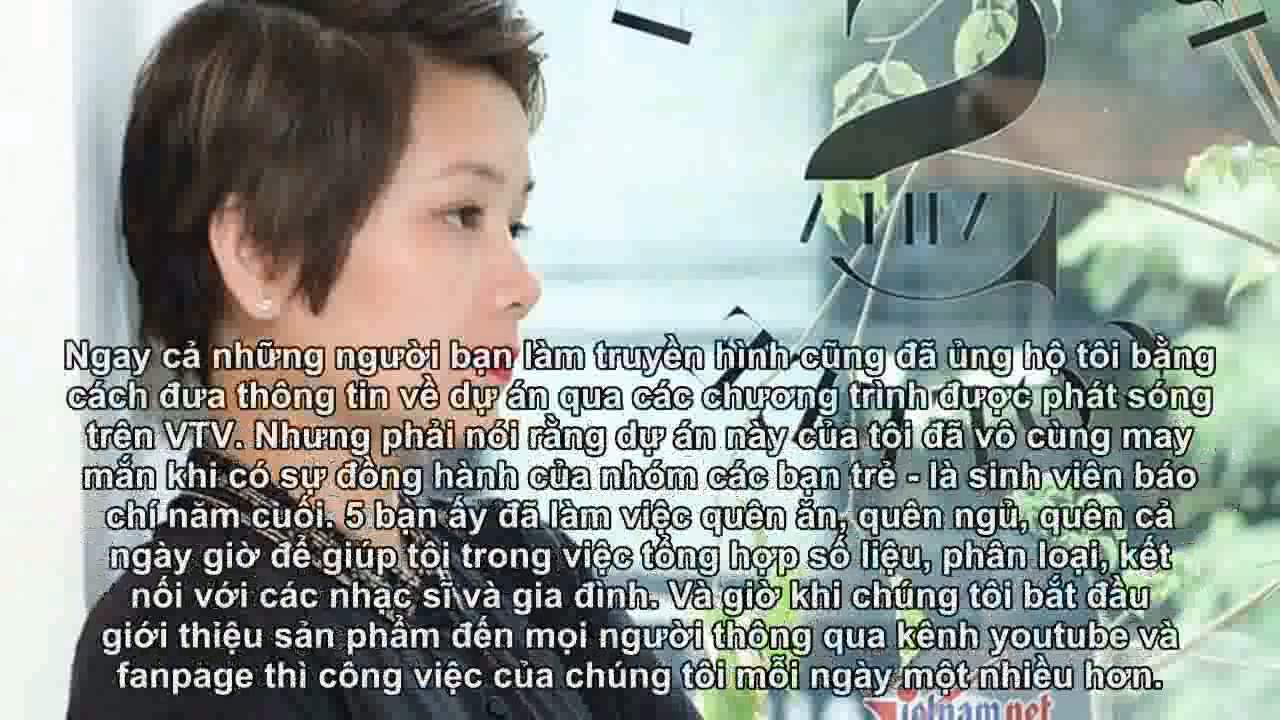 Ngay cả những người bạn làm truyền hình cũng đã ủng hộ tôi bằng
cách đưa thông tin về dự án qua các chương trình được phát sóng
trên VTV. Nhưng phải nói rằng dự án này của tôi đã vô cùng may
mắn khi có sự đồng hành của nhóm các bạn trẻ - là sinh viên báo
chí năm cuối. 5 bạn ấy đã làm việc quên ăn, quên ngủ, quên cả
ngày giờ để giúp tôi trong việc tổng hợp số liệu, phân loại, kết
nối với các nhạc sĩ và gia đình. Và giờ khi chúng tôi bắt đầu
giới thiệu sản phẩm đến mọi người thông qua kênh youtube và
fanpage thì công việc của chúng tôi mỗi ngày một nhiều hơn.